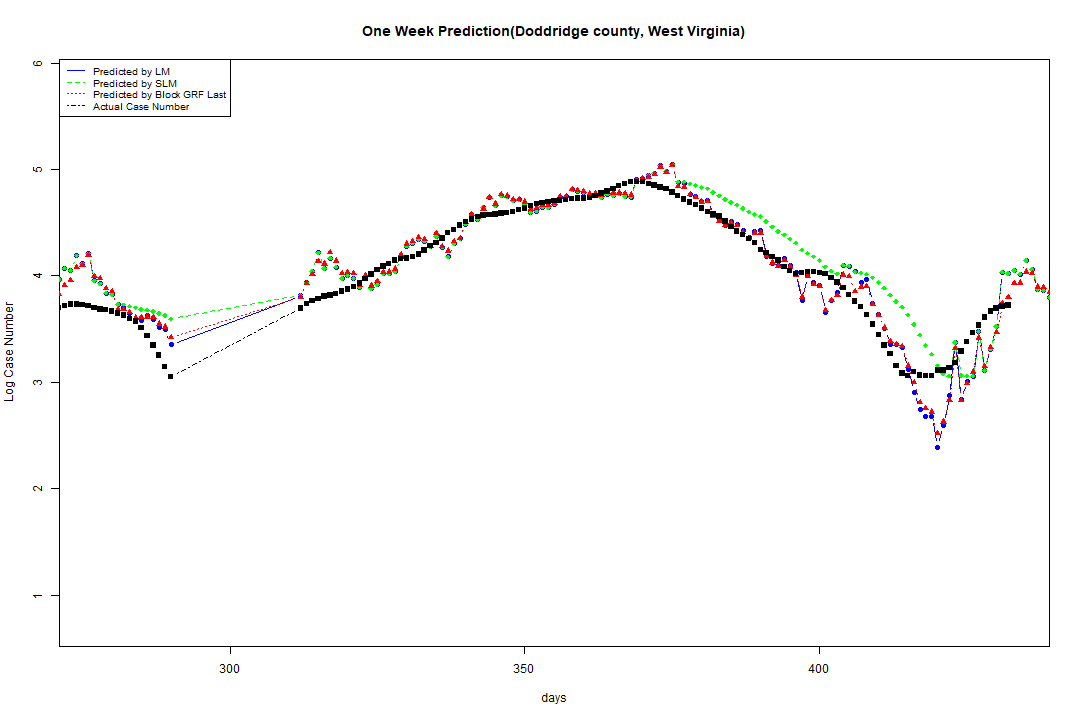 One Week Prediction(Doddridge county, West Virginia)
Predicted by LM
Predicted by SLM
Predicted by Block GRF Last
Actual Case Number
6
5
4
3
2
1
Log Case Number
300
350
400
days